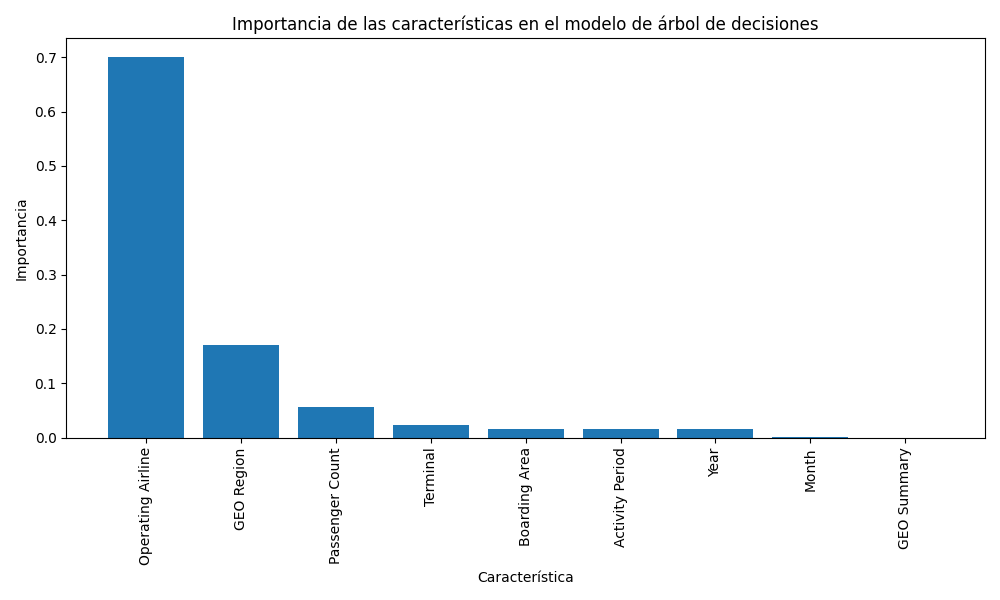 Importancia de las características en el modelo de árbol de decisiones
0.7
0.6
0.5
0.4
0.3
0.2
0.1
0.0
Importancia
Operating Airline
GEO Region
Passenger Count
Terminal
Boarding Area
Activity Period
Year
Month
GEO Summary
Característica